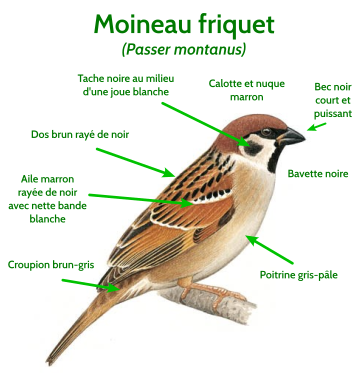 Moineau friquet
(Passer montanus)
Tache noire au milieu
d'une joue blanche
Calotte et nuque
marron
Bec noir
court et
puissant
Dos brun rayé de noir
Bavette noire
Aile marron
rayée de noir
avec nette bande
blanche
Croupion brun-gris
Poitrine gris-pâle